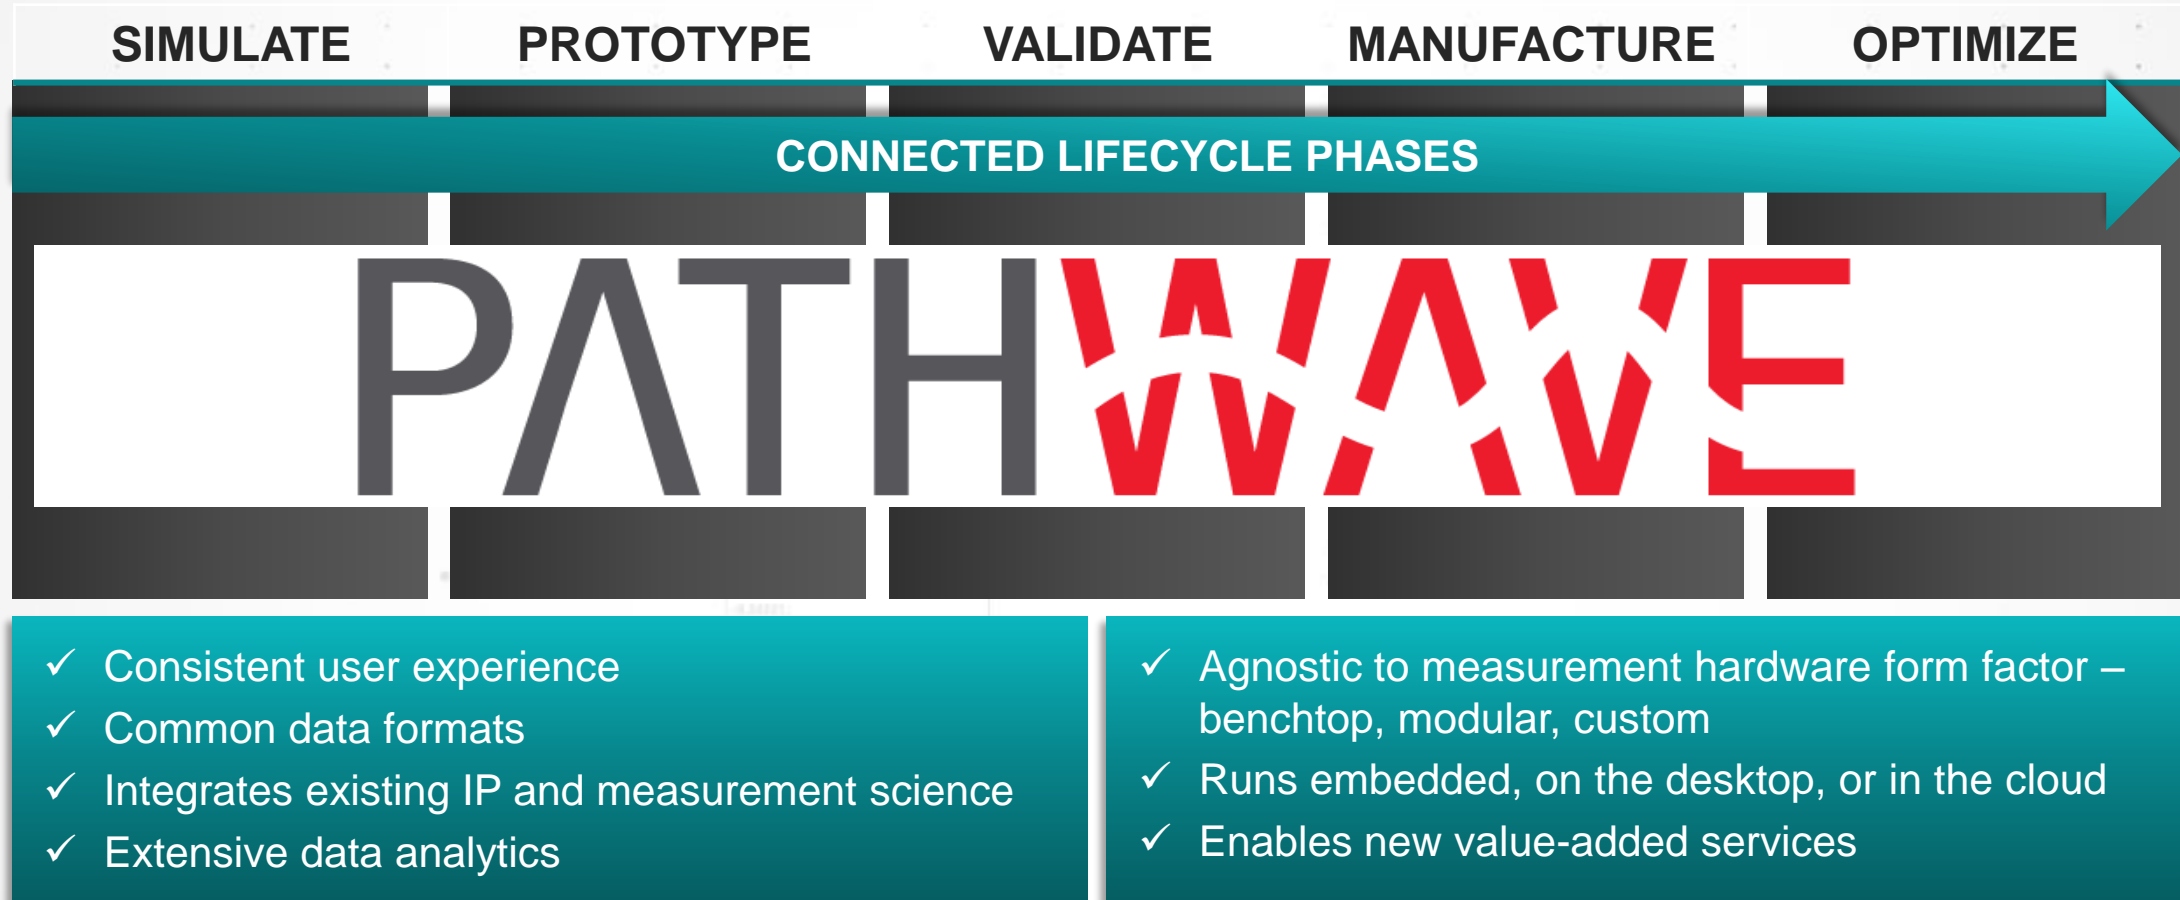 SIMULATE PROTOTYPE VALIDATE MANUFACTURE OPTIMIZE
CONNECTED LIFECYCLE PHASES
PATHWAVE
✓ Consistent user experience
✓ Common data formats
✓ Integrates existing IP and measurement science
✓ Extensive data analytics
✓ Agnostic to measurement hardware form factor –
benchtop, modular, custom
✓ Runs embedded, on the desktop, or in the cloud
✓ Enables new value-added services